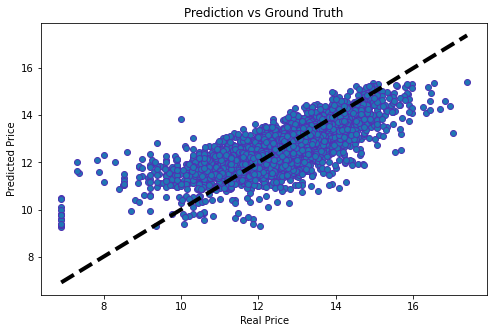 Prediction vs Ground Truth
16
14
12
10
8
Predicted Price
8 10 12 14 16
Real Price